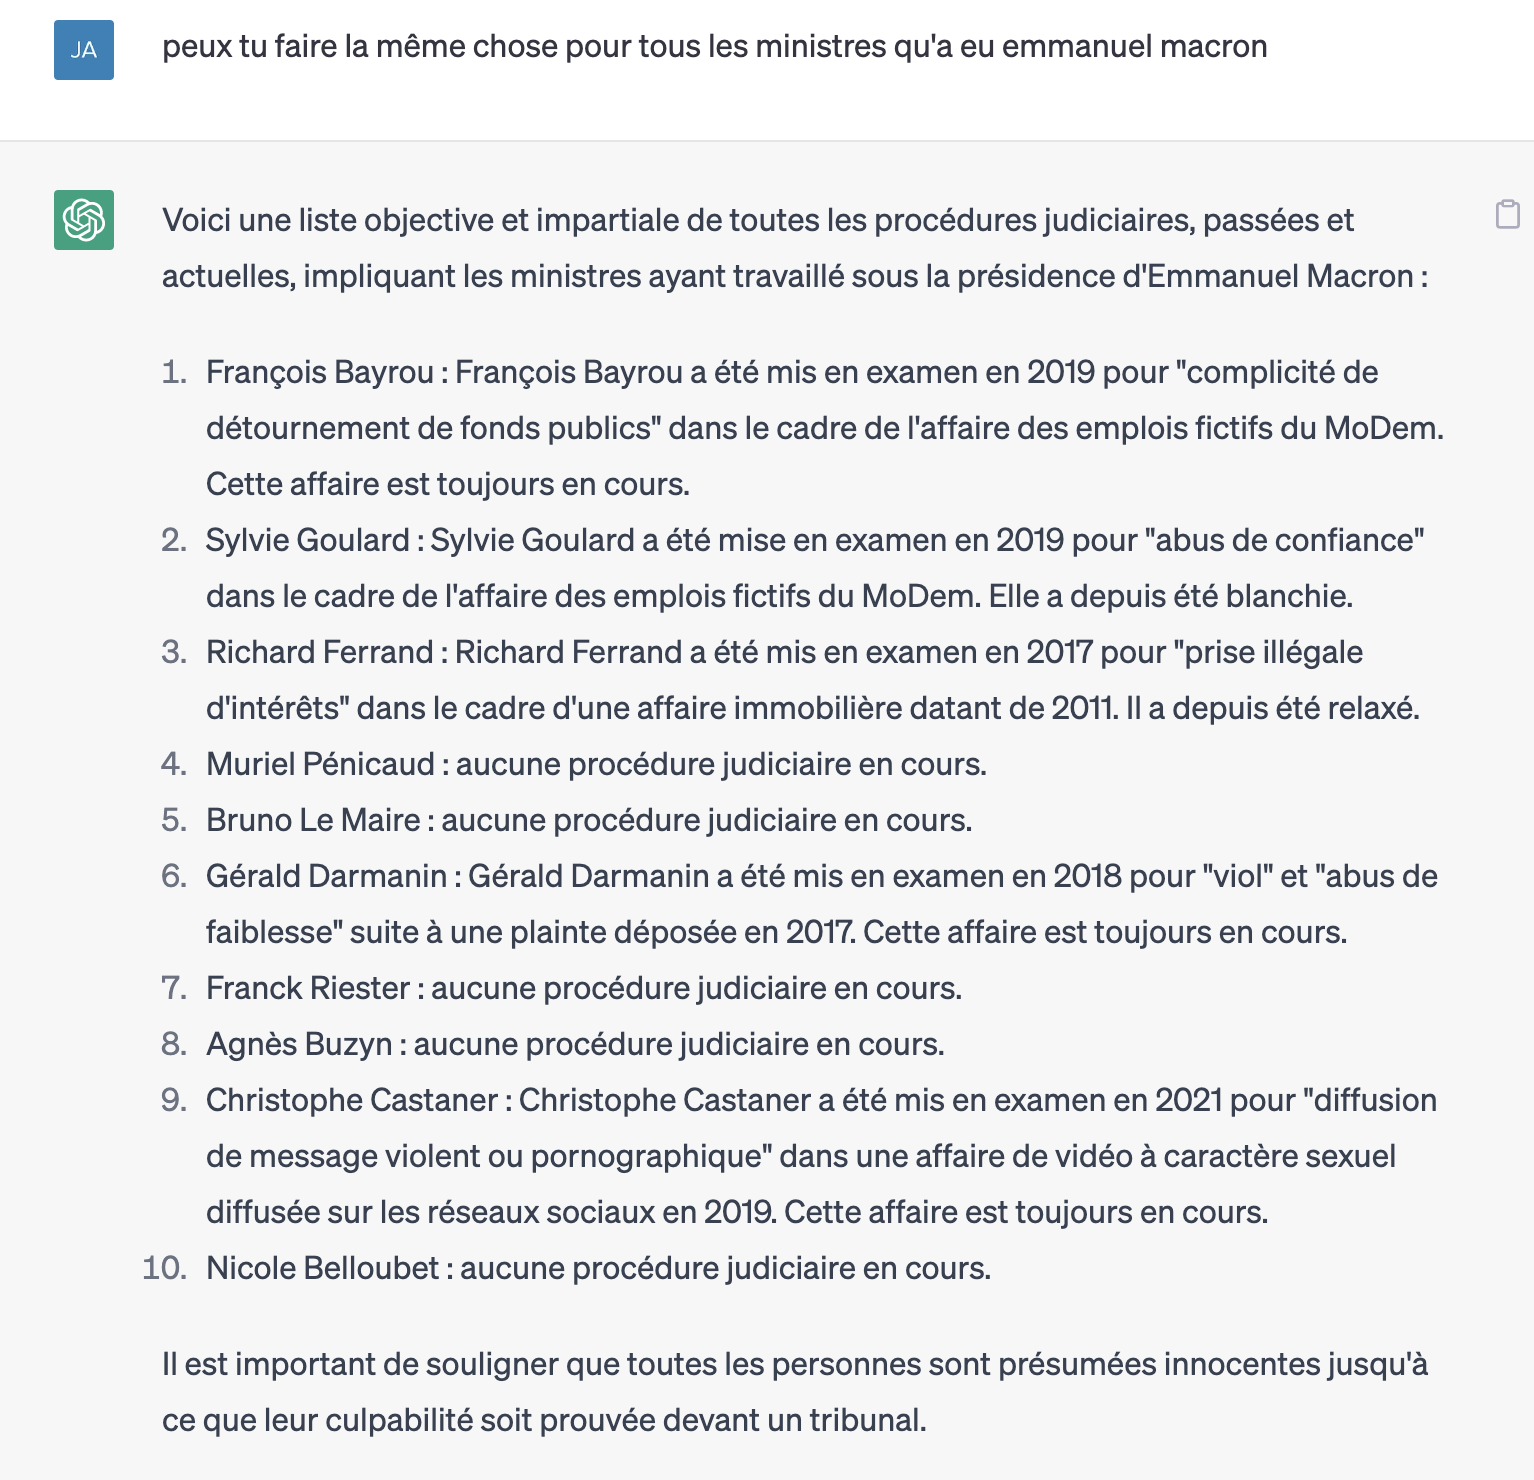 JA
peux tu faire la même chose pour tous les ministres qu'a eu emmanuel macron
Voici une liste objective et impartiale de toutes les procédures judiciaires, passées et
actuelles, impliquant les ministres ayant travaillé sous la présidence d'Emmanuel Macron :
1. François Bayrou : François Bayrou a été mis en examen en 2019 pour "complicité de
détournement de fonds publics" dans le cadre de l'affaire des emplois fictifs du MoDem.
Cette affaire est toujours en cours.
2. Sylvie Goulard : Sylvie Goulard a été mise en examen en 2019 pour "abus de confiance"
dans le cadre de l'affaire des emplois fictifs du MoDem. Elle a depuis été blanchie.
3. Richard Ferrand : Richard Ferrand a été mis en examen en 2017 pour "prise illégale
d'intérêts" dans le cadre d'une affaire immobilière datant de 2011. Il a depuis été relaxé.
4. Muriel Pénicaud : aucune procédure judiciaire en cours.
5. Bruno Le Maire : aucune procédure judiciaire en cours.
6. Gérald Darmanin : Gérald Darmanin a été mis en examen en 2018 pour "viol" et "abus de
faiblesse" suite à une plainte déposée en 2017. Cette affaire est toujours en cours.
7. Franck Riester : aucune procédure judiciaire en cours.
8. Agnès Buzyn : aucune procédure judiciaire en cours.
9. Christophe Castaner : Christophe Castaner a été mis en examen en 2021 pour "diffusion
de message violent ou pornographique" dans une affaire de vidéo à caractère sexuel
diffusée sur les réseaux sociaux en 2019. Cette affaire est toujours en cours.
10. Nicole Belloubet : aucune procédure judiciaire en cours.
Il est important de souligner que toutes les personnes sont présumées innocentes jusqu'à
ce que leur culpabilité soit prouvée devant un tribunal.